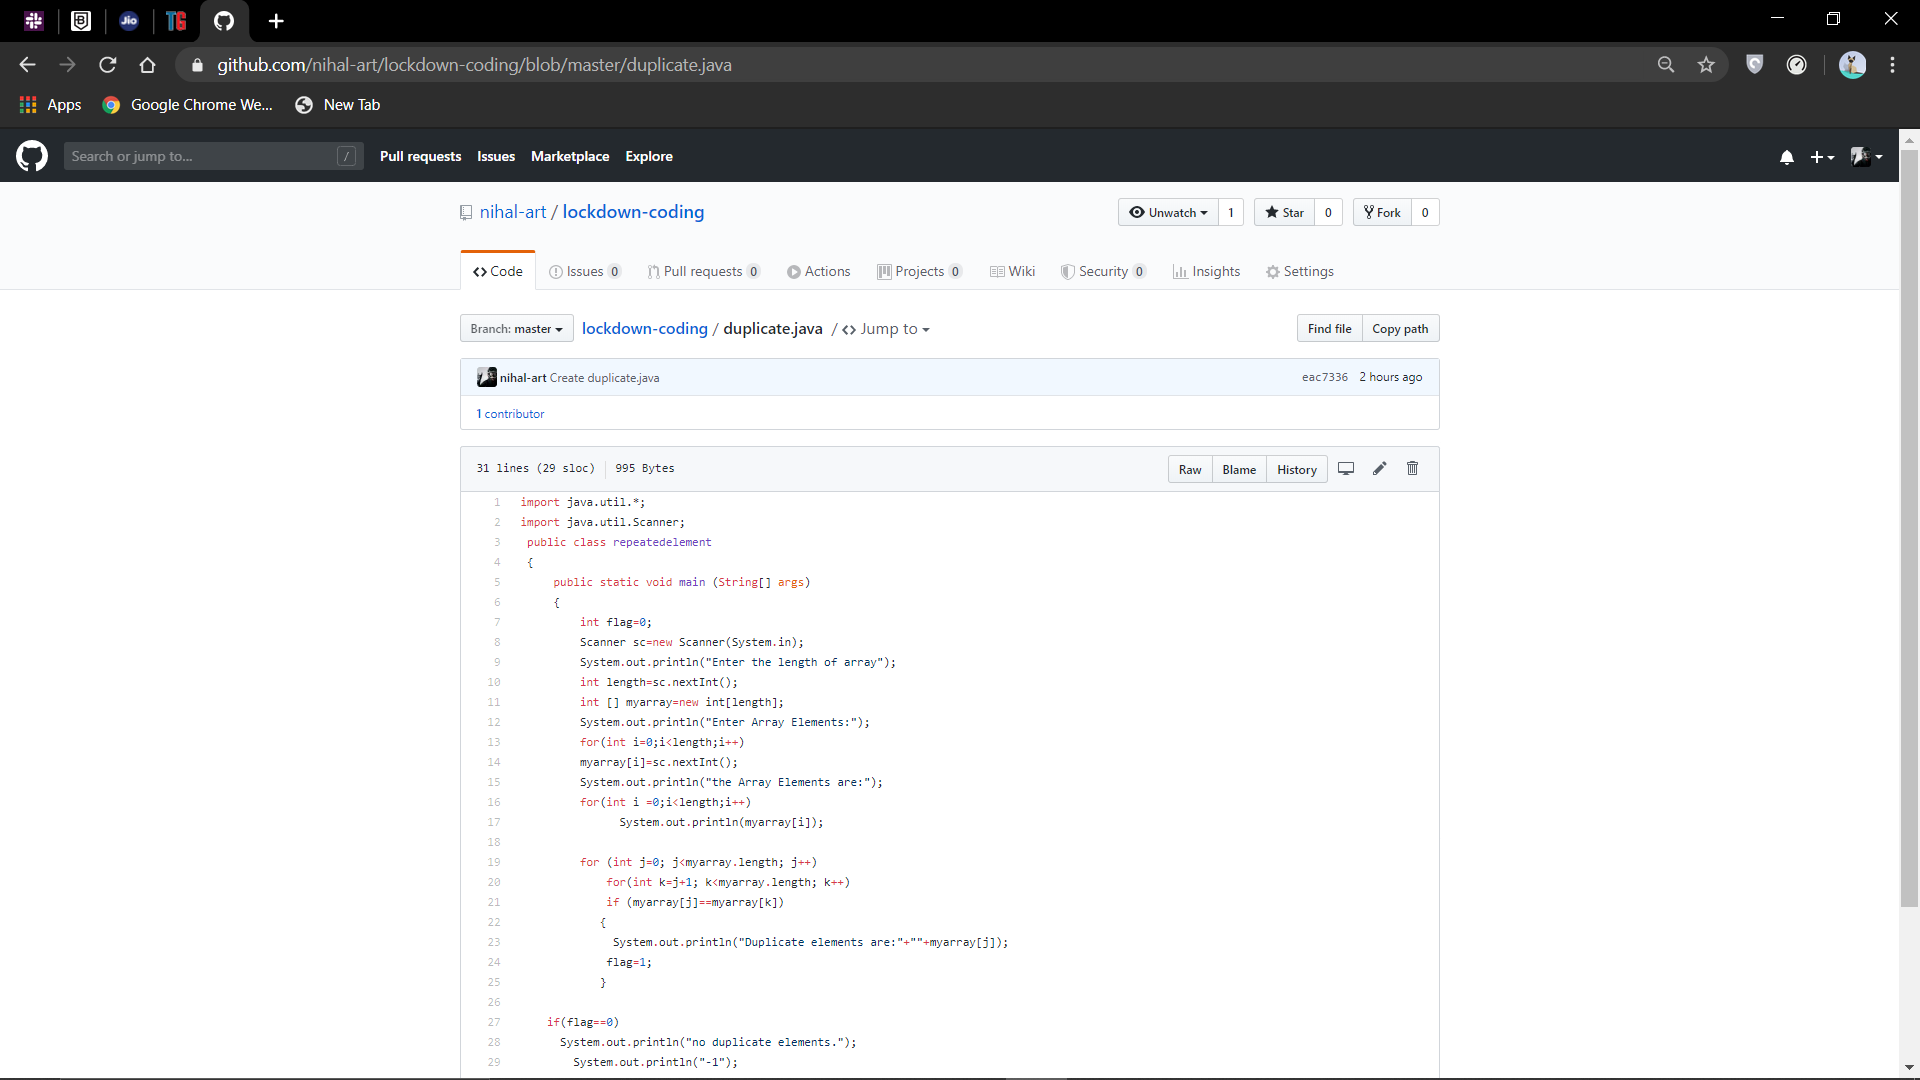 Jio
TG
github.com/nihal-art/lockdown-coding/blob/master/duplicate.java
Apps Google Chrome We... New Tab
Search or jump to... / Pull requests Issues Marketplace Explore
nihal-art / lockdown-coding Unwatch 1 Star 0 Fork 0
Code Issues 0 Pull requests 0 Actions Projects 0 Wiki Security 0 Insights Settings
Branch: master lockdown-coding / duplicate.java / Jump to Find file Copy path
nihal-art Create duplicate.java eac7336 2 hours ago
1 contributor
31 lines (29 sloc) 995 Bytes Raw Blame History
1 import java.util.*;
2 import java.util.Scanner;
3 public class repeatedelement
4 {
5 public static void main (String[] args)
6 {
7 int flag=0;
8 Scanner sc=new Scanner(System.in);
9 System.out.println("Enter the length of array");
10 int length=sc.nextInt();
11 int [] myarray=new int[length];
12 System.out.println("Enter Array Elements:");
13 for(int i=0;i<length;i++)
14 myarray[i]=sc.nextInt();
15 System.out.println("the Array Elements are:");
16 for(int i =0;i<length;i++)
17 System.out.println(myarray[i]);
18
19 for (int j=0; j<myarray.length; j++)
20 for(int k=j+1; k<myarray.length; k++)
21 if (myarray[j]==myarray[k])
22 {
23 System.out.println("Duplicate elements are:"+""+myarray[j]);
24 flag=1;
25 }
26
27 if(flag==0)
28 System.out.println("no duplicate elements.");
29 System.out.println("-1");